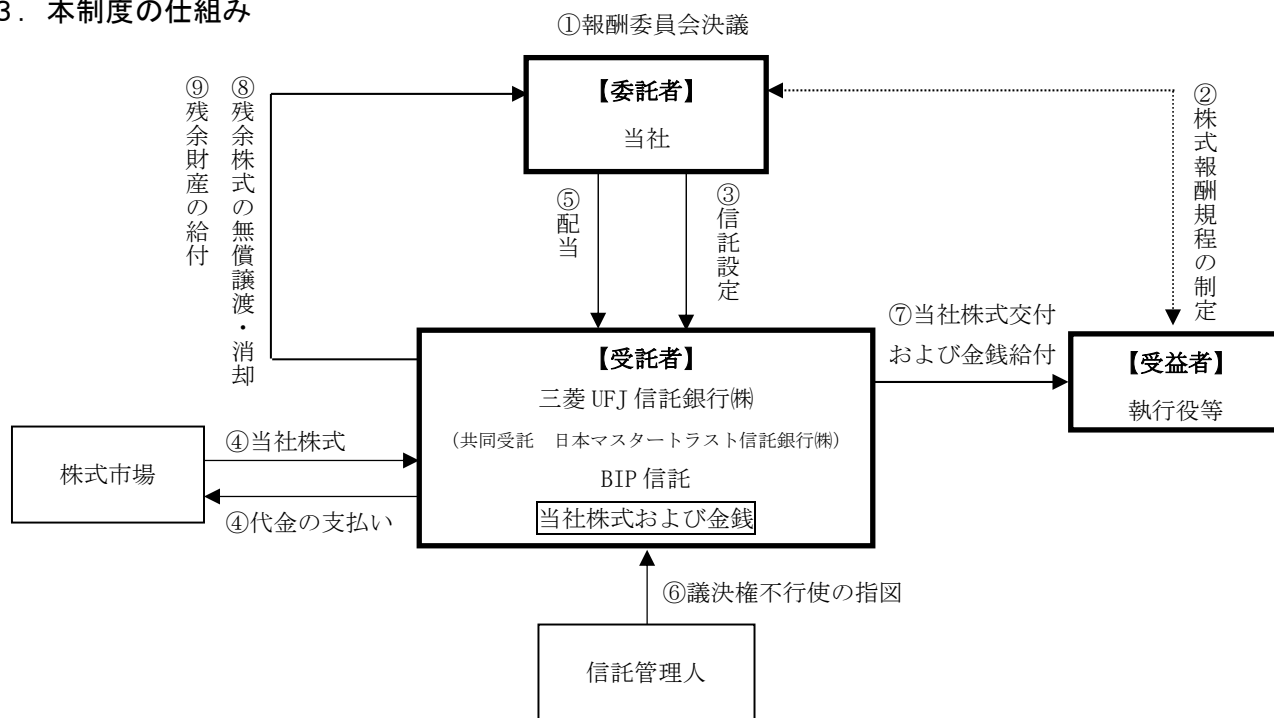 3. 本制度の仕組み
①報酬委員会決議
【委託者】
当社
⑨残余財産の給付
⑧残余株式の無償譲渡・消却
⑤配当
③信託設定
②株式報酬規程の制定
⑦当社株式交付
および金銭給付
【受託者】
三菱 UFJ 信託銀行㈱
（共同受託　日本マスタートラスト信託銀行㈱）
BIP 信託
当社株式および金銭
【受益者】
執行役等
株式市場
④当社株式
④代金の支払い
⑥議決権不行使の指図
信託管理人